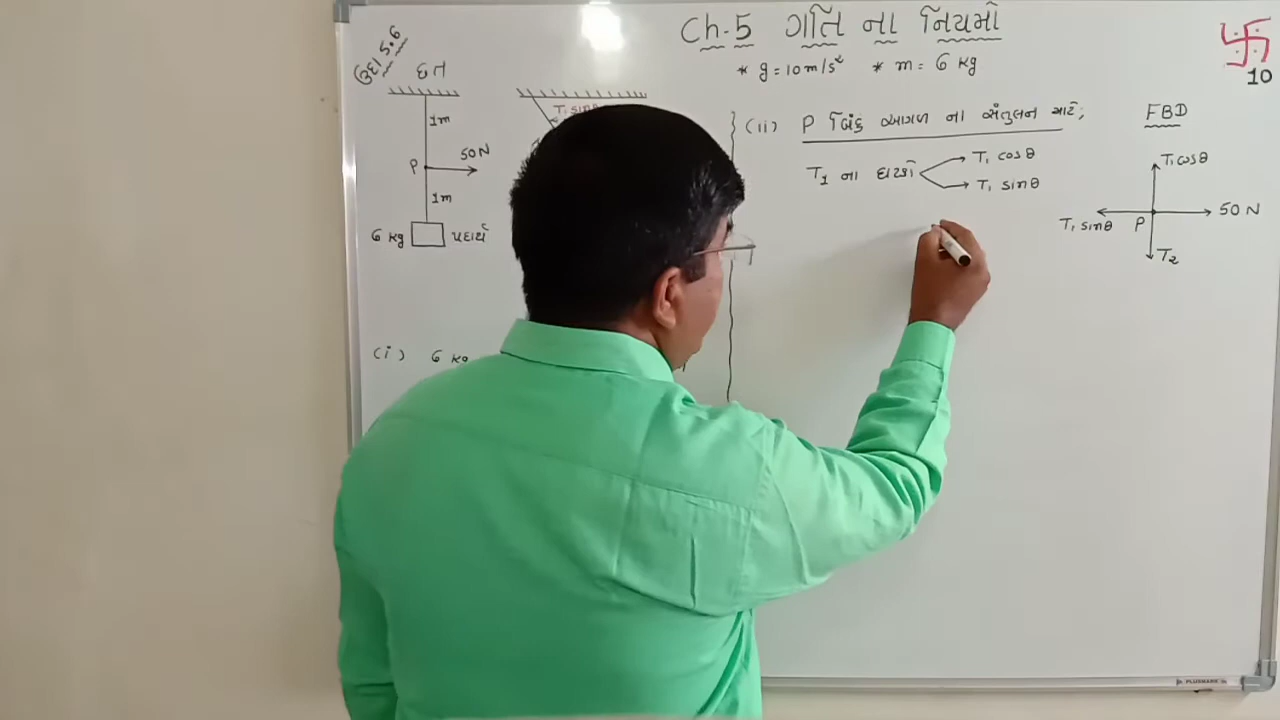 Ch-5 ગતિ ના નિયમો
* g = 10 m/s² * m = 6 kg
10
ઉદા 5.6
છત
1m
P
50 N
1m
6 kg
પદાર્થ
T₁ sinθ
(i) 6 kg
(ii) P બિંદુ આગળ ના સંતુલન માટે;
T₁ ના ઘટકો
T₁ cosθ
T₁ sinθ
FBD
T₁ cosθ
50 N
T₁ sinθ
P
T₂